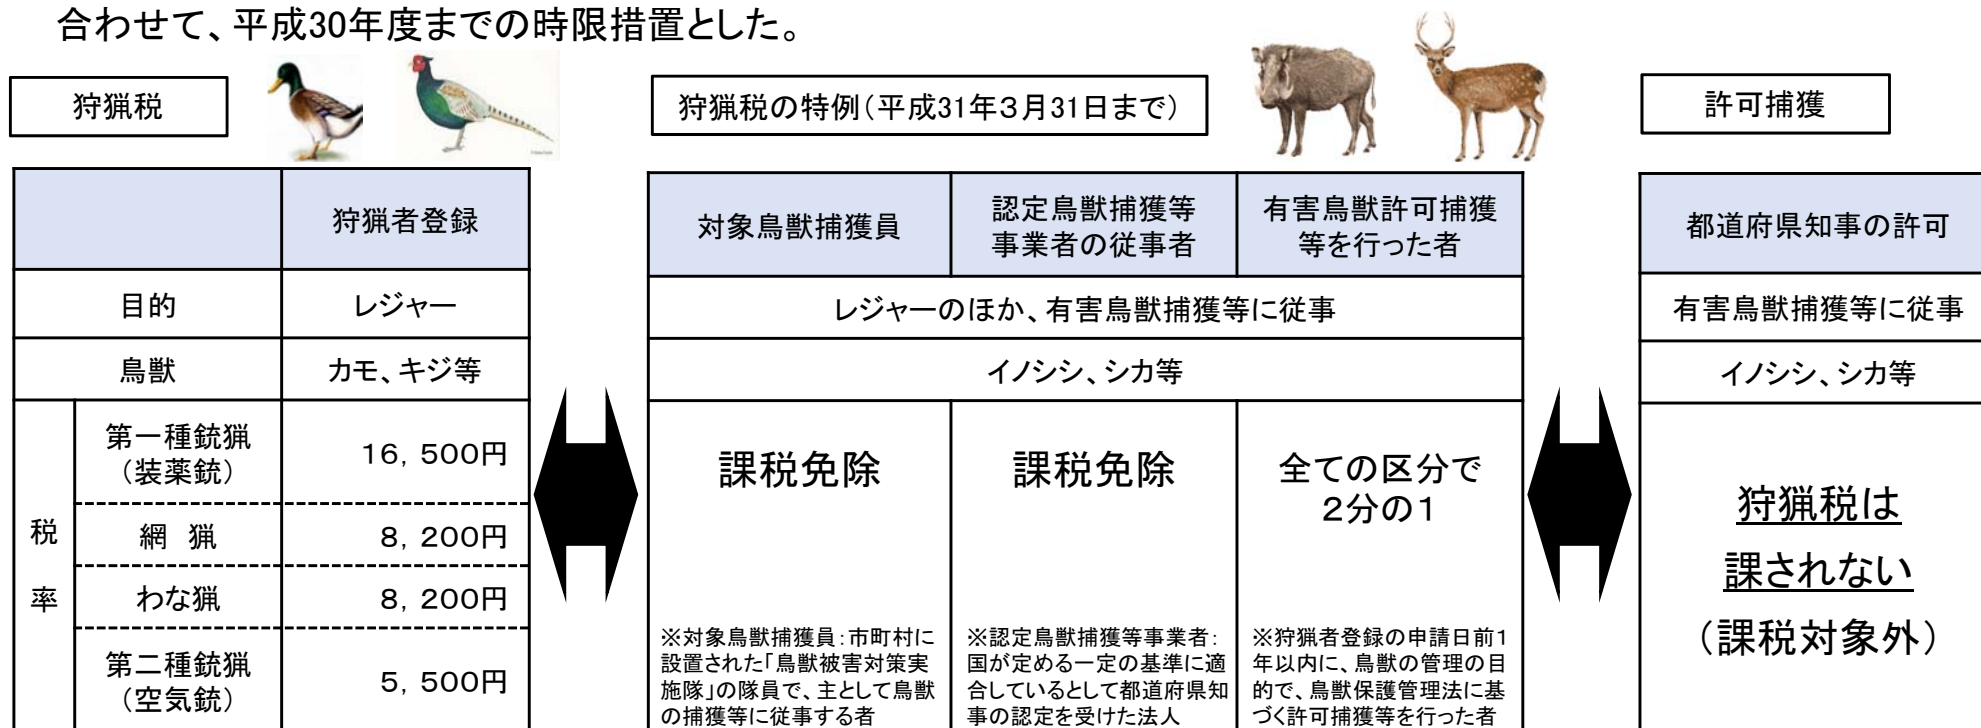 合わせて、平成30年度までの時限措置とした。
狩猟税
狩猟者登録
目的
レジャー
鳥獣
カモ、キジ等
税
率
第一種銃猟
（装薬銃）
16，500円
網　猟
8，200円
わな猟
8，200円
第二種銃猟
（空気銃）
5，500円
狩猟税の特例（平成31年３月31日まで）
対象鳥獣捕獲員
認定鳥獣捕獲等
事業者の従事者
有害鳥獣許可捕獲
等を行った者
レジャーのほか、有害鳥獣捕獲等に従事
イノシシ、シカ等
課税免除
課税免除
全ての区分で
２分の１
※対象鳥獣捕獲員：市町村に
設置された「鳥獣被害対策実
施隊」の隊員で、主として鳥獣
の捕獲等に従事する者
※認定鳥獣捕獲等事業者：
国が定める一定の基準に適
合しているとして都道府県知
事の認定を受けた法人
※狩猟者登録の申請日前１
年以内に、鳥獣の管理の目
的で、鳥獣保護管理法に基
づく許可捕獲等を行った者
許可捕獲
都道府県知事の許可
有害鳥獣捕獲等に従事
イノシシ、シカ等
狩猟税は
課されない
（課税対象外）